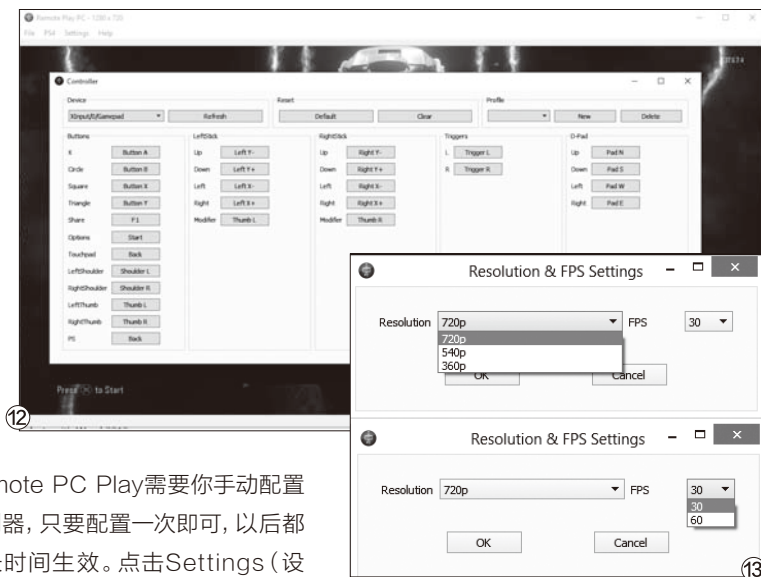 Remote Play PC - 1280 x 720
File PS4 Settings Help
Controller
Device
Reset
Profile
XInput/0/Gamepad
Refresh
Default
Clear
New
Delete
Buttons
LeftStick
RightStick
Triggers
D-Pad
X Button A
Up Left Y-
Up Right Y-
L Trigger L
Up Pad N
Circle Button B
Down Left Y+
Down Right Y+
R Trigger R
Down Pad S
Square Button X
Left Left X-
Left Right X-
Left Pad W
Triangle Button Y
Right Left X+
Right Right X+
Right Pad E
Share F1
Modifier Thumb L
Modifier Thumb R
Options Start
Touchpad Back
LeftShoulder Shoulder L
RightShoulder Shoulder R
LeftThumb Thumb L
RightThumb Thumb R
PS Back
Press X to Start
⑫
Resolution & FPS Settings
Resolution 720p FPS 30
720p
540p
360p
OK Cancel
Resolution & FPS Settings
Resolution 720p FPS 30
30
60
OK Cancel
⑬
mote PC Play需要你手动配置
器，只要配置一次即可，以后都
时间生效。点击Settings（设